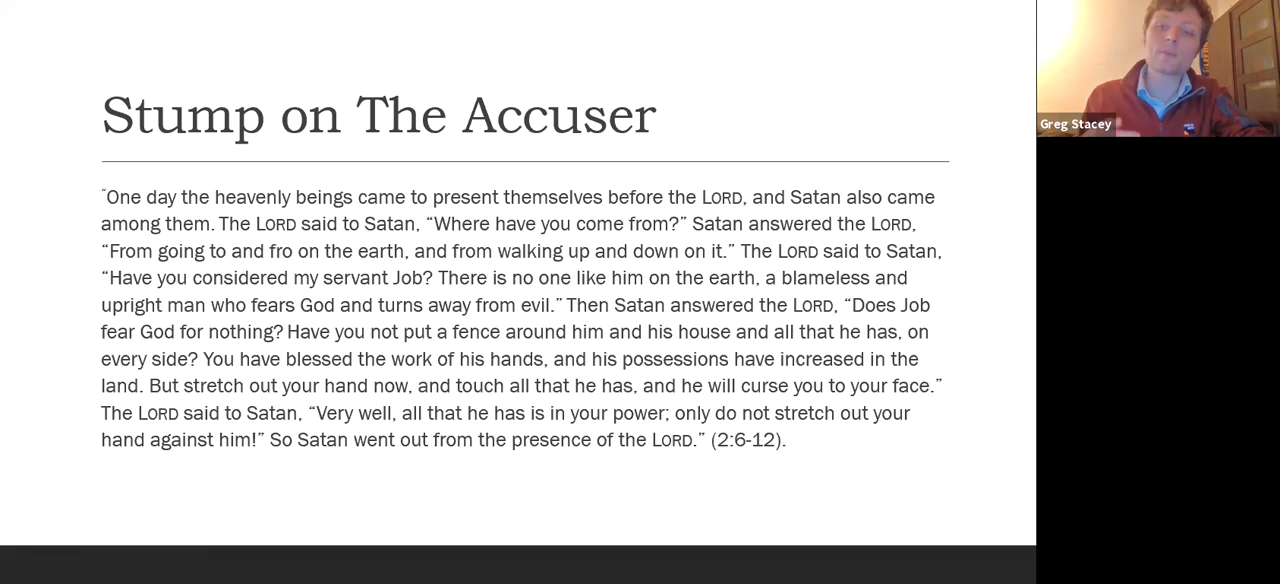 Stump on The Accuser
“One day the heavenly beings came to present themselves before the LORD, and Satan also came
among them. The LORD said to Satan, “Where have you come from?” Satan answered the LORD,
“From going to and fro on the earth, and from walking up and down on it.” The LORD said to Satan,
“Have you considered my servant Job? There is no one like him on the earth, a blameless and
upright man who fears God and turns away from evil.” Then Satan answered the LORD, “Does Job
fear God for nothing? Have you not put a fence around him and his house and all that he has, on
every side? You have blessed the work of his hands, and his possessions have increased in the
land. But stretch out your hand now, and touch all that he has, and he will curse you to your face.”
The LORD said to Satan, “Very well, all that he has is in your power; only do not stretch out your
hand against him!” So Satan went out from the presence of the LORD.” (2:6-12).
Greg Stacey